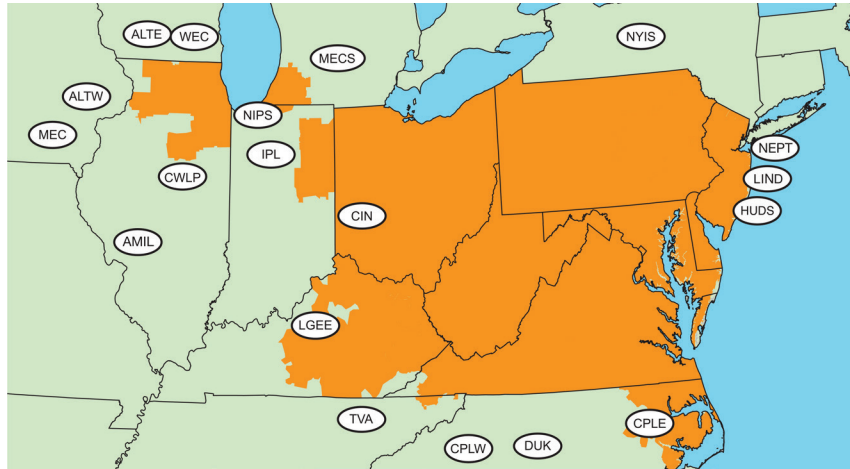 ALTE
WEC
NYIS
MECS
ALTW
NIPS
MEC
IPL
NEPT
CWLP
LIND
CIN
HUDS
AMIL
LGEE
TVA
CPLE
CPLW
DUK